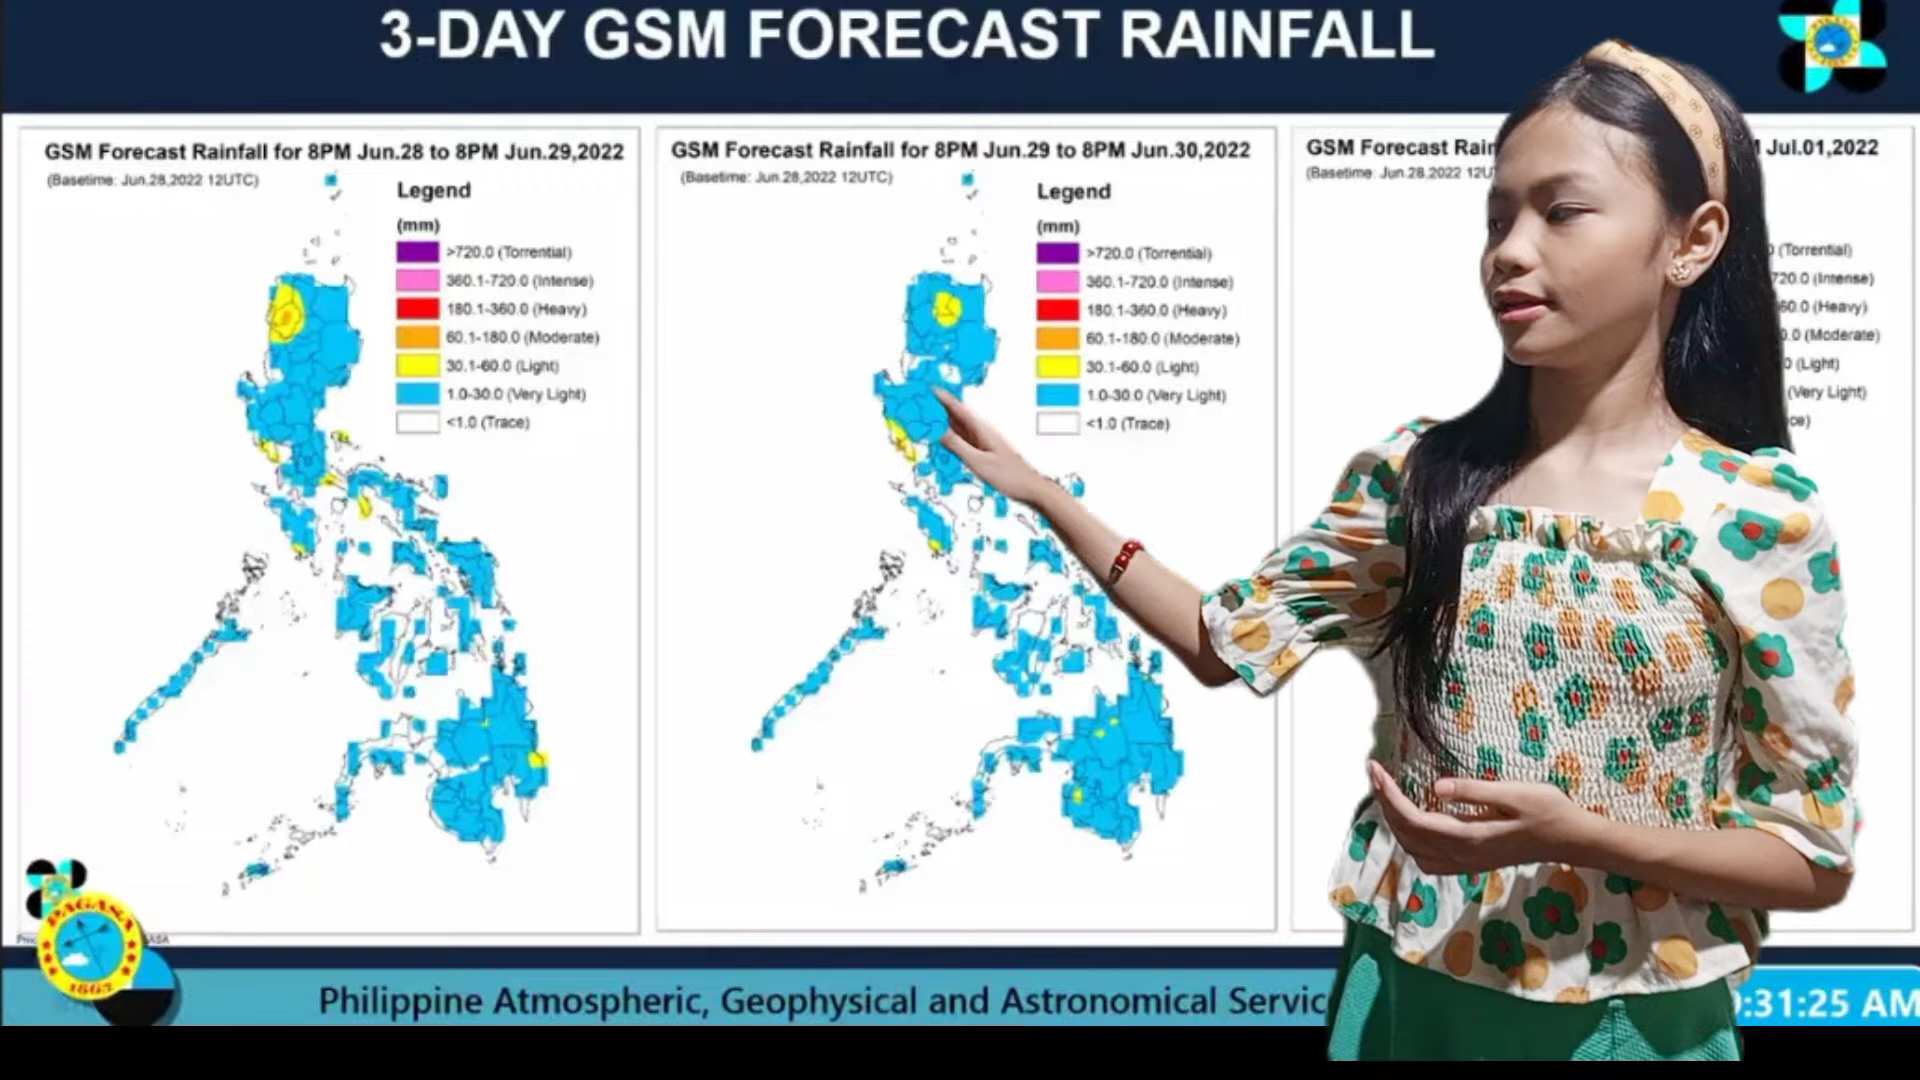 3-DAY GSM FORECAST RAINFALL
GSM Forecast Rainfall for 8PM Jun.28 to 8PM Jun.29,2022
(Basetime: Jun.28,2022 12UTC)
Legend
(mm)
>720.0 (Torrential)
360.1-720.0 (Intense)
180.1-360.0 (Heavy)
60.1-180.0 (Moderate)
30.1-60.0 (Light)
1.0-30.0 (Very Light)
<1.0 (Trace)
GSM Forecast Rainfall for 8PM Jun.29 to 8PM Jun.30,2022
(Basetime: Jun.28,2022 12UTC)
Legend
(mm)
>720.0 (Torrential)
360.1-720.0 (Intense)
180.1-360.0 (Heavy)
60.1-180.0 (Moderate)
30.1-60.0 (Light)
1.0-30.0 (Very Light)
<1.0 (Trace)
GSM Forecast Jul.01,2022
(Basetime: Jun.28,2022
(Torrential)
720.0 (Intense)
(Heavy)
(Moderate)
(Light)
(Very Light)
PAGASA
1865
Philippine Atmospheric, Geophysical and Astronomical
:31:25 AM